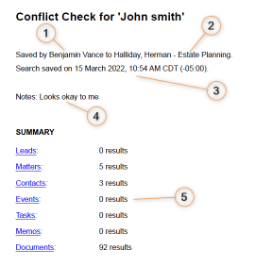 Conflict Check for 'John smith'
1
2
Saved by Benjamin Vance to Halliday, Herman - Estate Planning.
Search saved on 15 March 2022, 10:54 AM CDT (-05:00).
3
Notes: Looks okay to me
4
SUMMARY
Leads: 0 results
Matters: 5 results
Contacts: 3 results
Events: 0 results 5
Tasks: 0 results
Memos: 0 results
Documents: 92 results